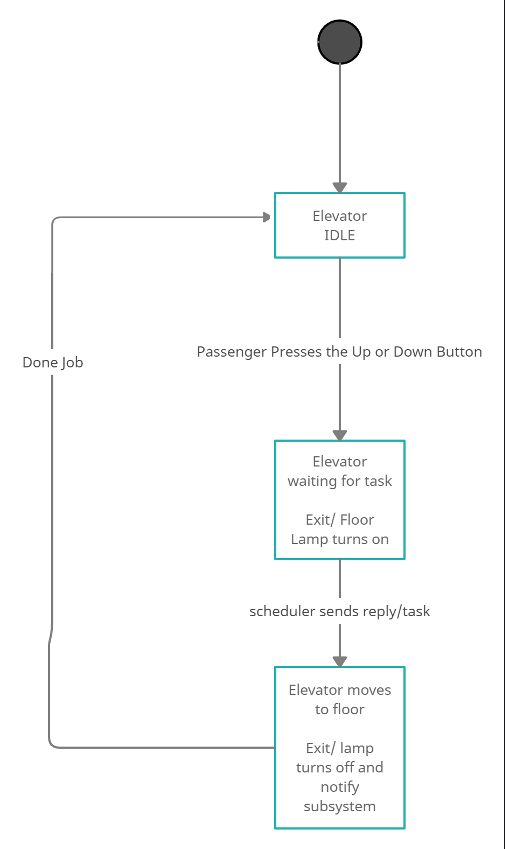 Elevator
IDLE
Passenger Presses the Up or Down Button
Done Job
Elevator
waiting for task
Exit/ Floor
Lamp turns on
scheduler sends reply/task
Elevator moves
to floor
Exit/ lamp
turns off and
notify
subsystem